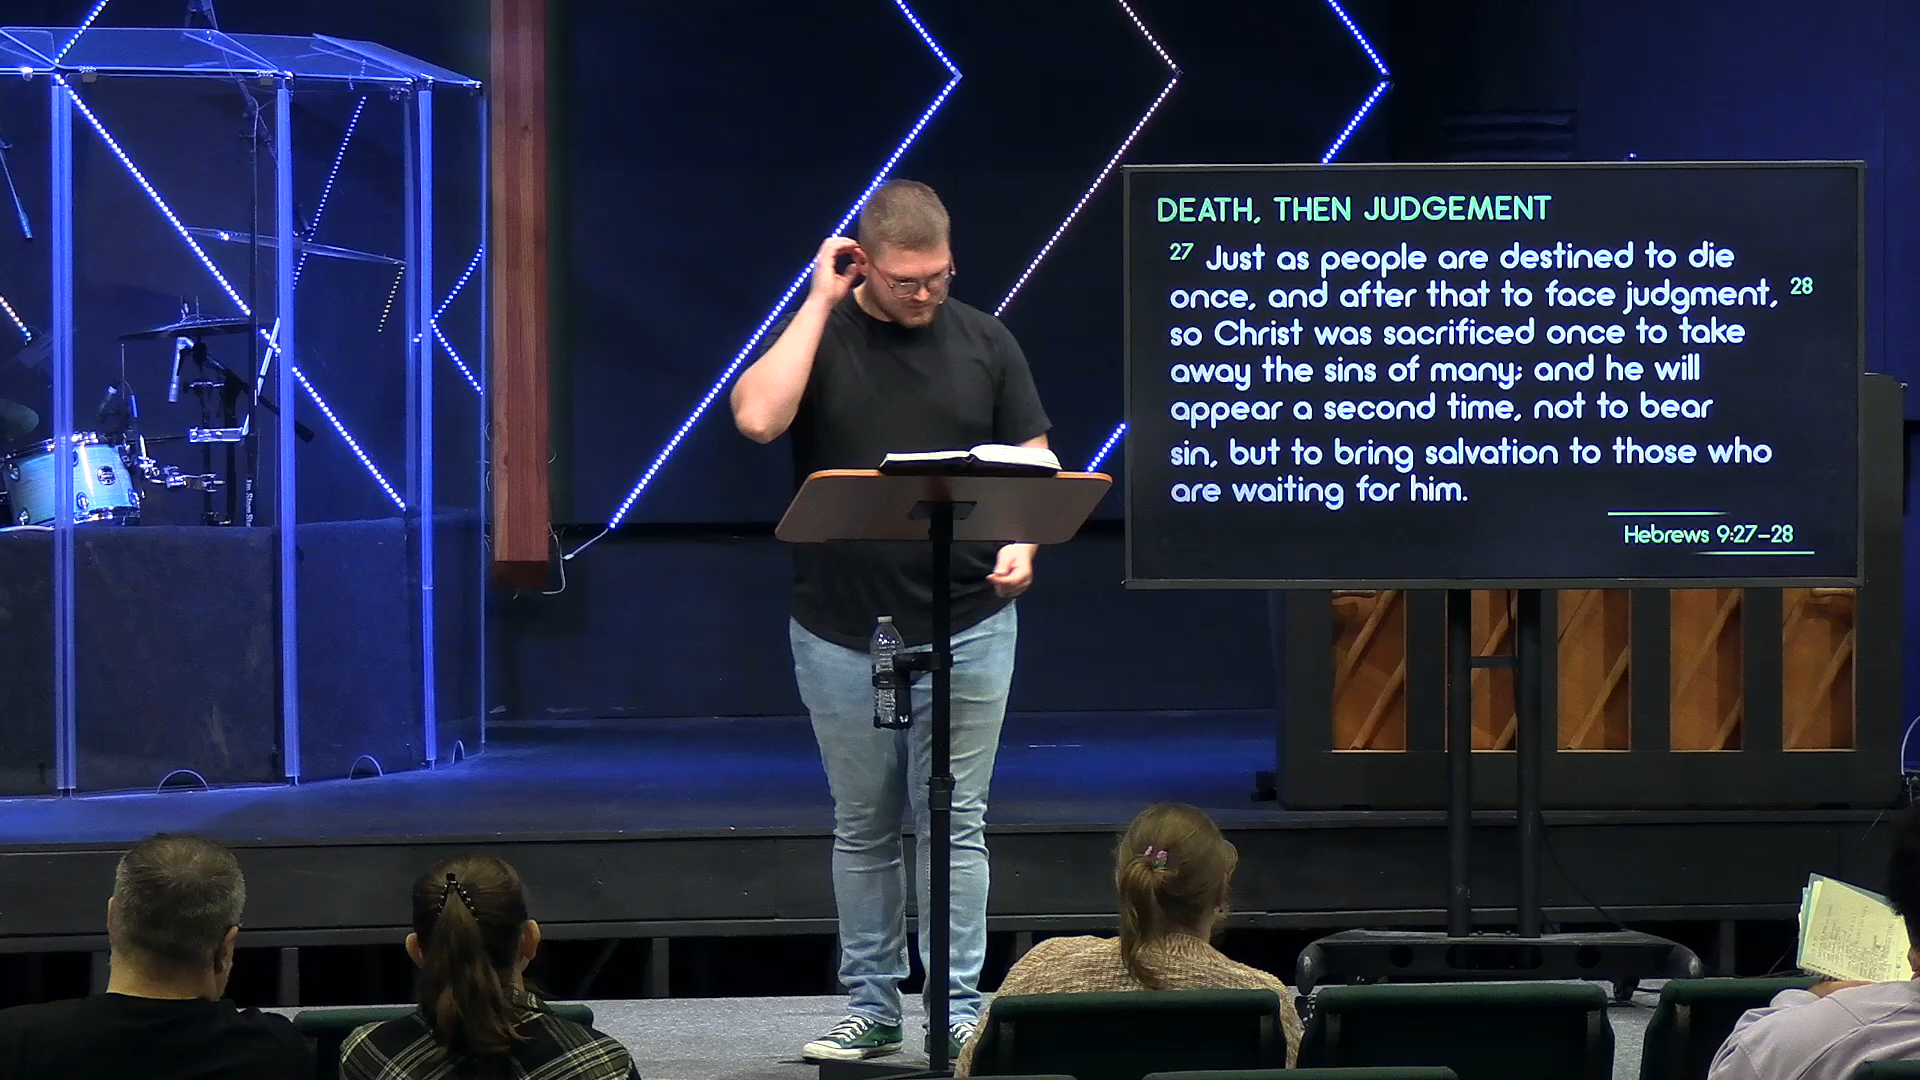 DEATH, THEN JUDGEMENT
27 Just as people are destined to die
once, and after that to face judgment, 28
so Christ was sacrificed once to take
away the sins of many; and he will
appear a second time, not to bear
sin, but to bring salvation to those who
are waiting for him.
Hebrews 9:27–28